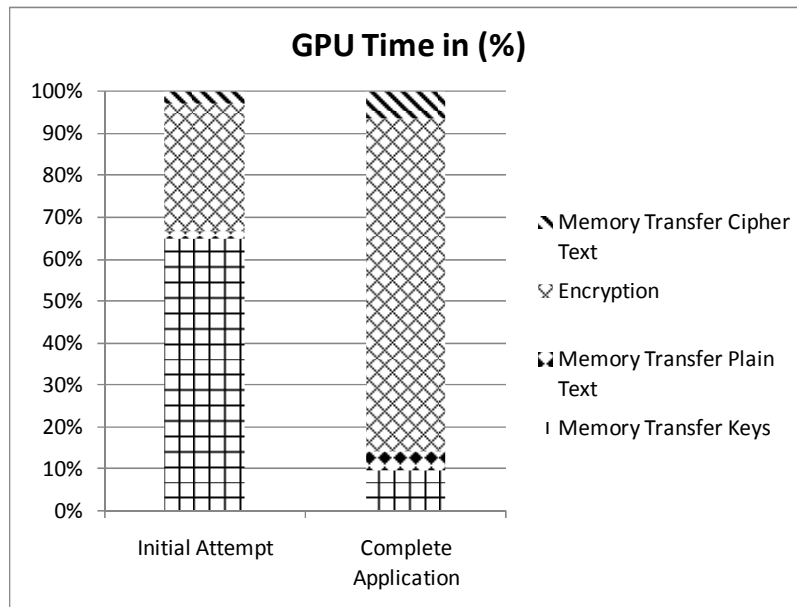 GPU Time in (%)
100%
90%
80%
70%
60%
50%
40%
30%
20%
10%
0%
Initial Attempt
Complete
Application
Memory Transfer Cipher
Text
Encryption
Memory Transfer Plain
Text
Memory Transfer Keys